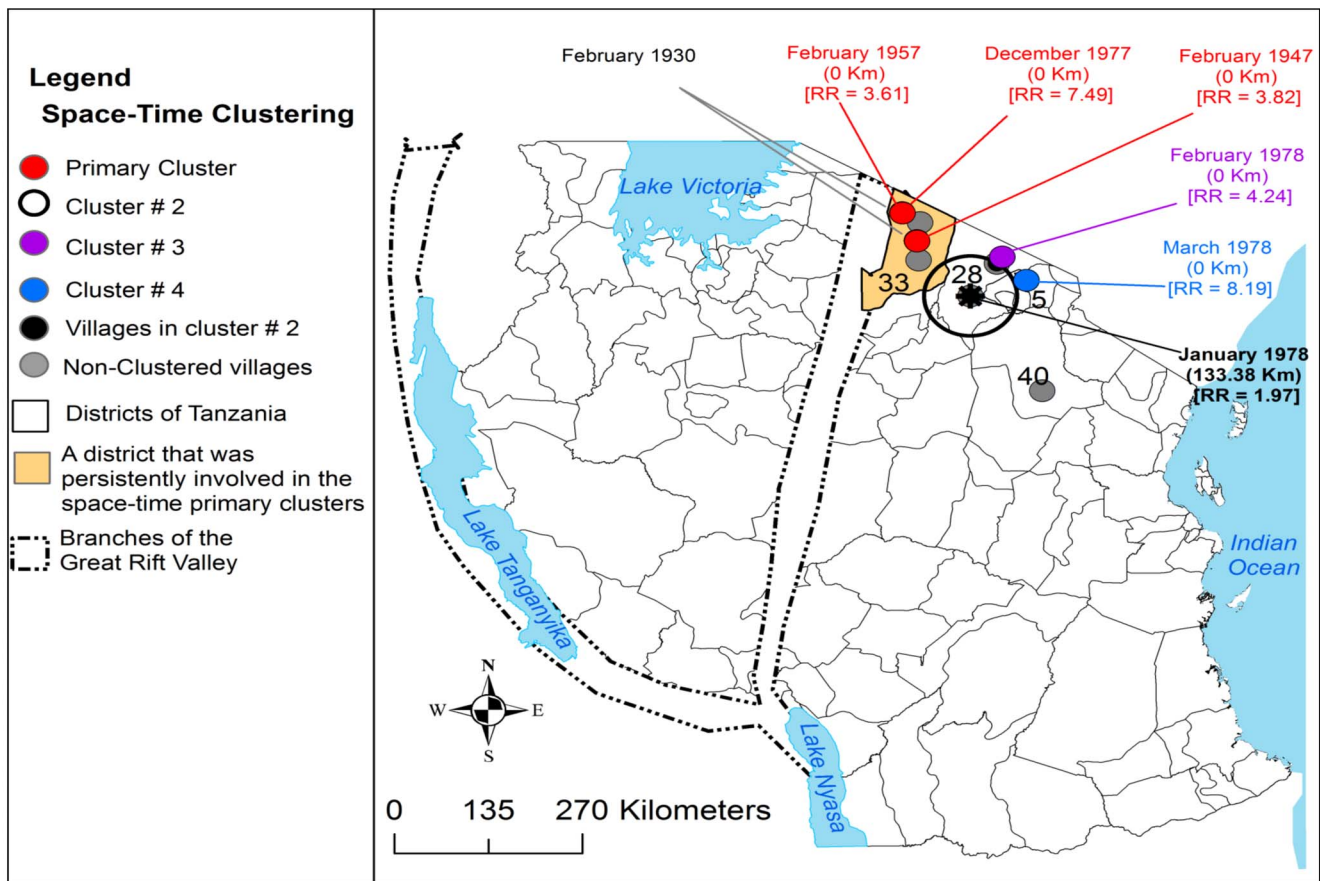 Legend
Space-Time Clustering
Primary Cluster
Cluster # 2
Cluster # 3
Cluster # 4
Villages in cluster # 2
Non-Clustered villages
Districts of Tanzania
A district that was
persistently involved in the
space-time primary clusters
Branches of the
Great Rift Valley
February 1930
February 1957
(0 Km)
[RR = 3.61]
December 1977
(0 Km)
[RR = 7.49]
February 1947
(0 Km)
[RR = 3.82]
February 1978
(0 Km)
[RR = 4.24]
March 1978
(0 Km)
[RR = 8.19]
January 1978
(133.38 Km)
[RR = 1.97]
Lake Victoria
33
28
5
40
Lake Tanganyika
Indian
Ocean
Lake Nyasa
N
W
E
S
0 135 270 Kilometers